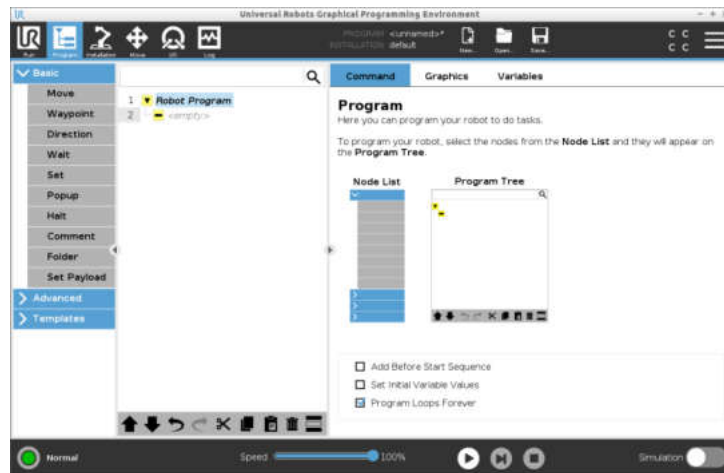 Universal Robots Graphical Programming Environment
PROGRAM <unnamed>*
INSTALLATION default
Run
Program
Installation
Move
I/O
Log
New...
Open...
Save...
C C
C C
Basic
Move
Waypoint
Direction
Wait
Set
Popup
Halt
Comment
Folder
Set Payload
Advanced
Templates
1 Robot Program
2 <empty>
Command Graphics Variables
Program
Here you can program your robot to do tasks.
To program your robot, select the nodes from the Node List and they will appear on
the Program Tree.
Node List Program Tree
Add Before Start Sequence
Set Initial Variable Values
Program Loops Forever
Normal
Speed 100%
Simulation